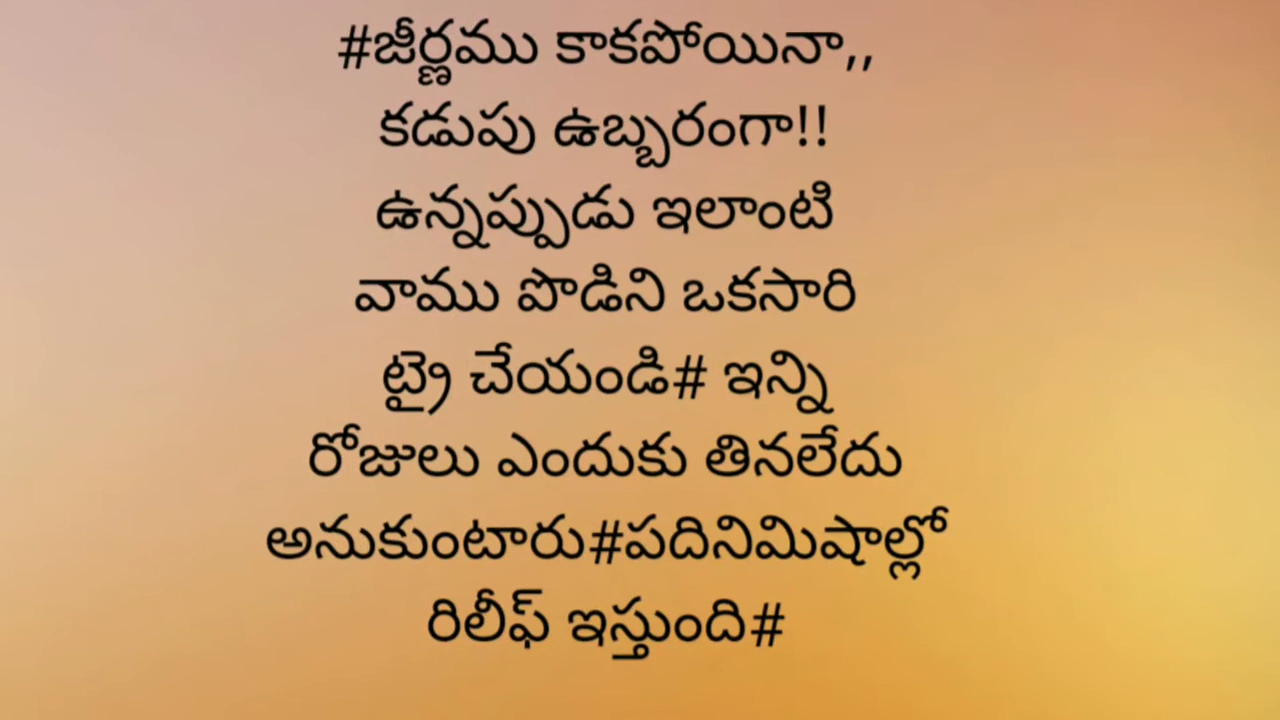 #జీర్ణము కాకపోయినా,,
కడుపు ఉబ్బరంగా!!
ఉన్నప్పుడు ఇలాంటి
వాము పొడిని ఒకసారి
ట్రై చేయండి# ఇన్ని
రోజులు ఎందుకు తినలేదు
అనుకుంటారు#పదినిమిషాల్లో
రిలీఫ్ ఇస్తుంది#